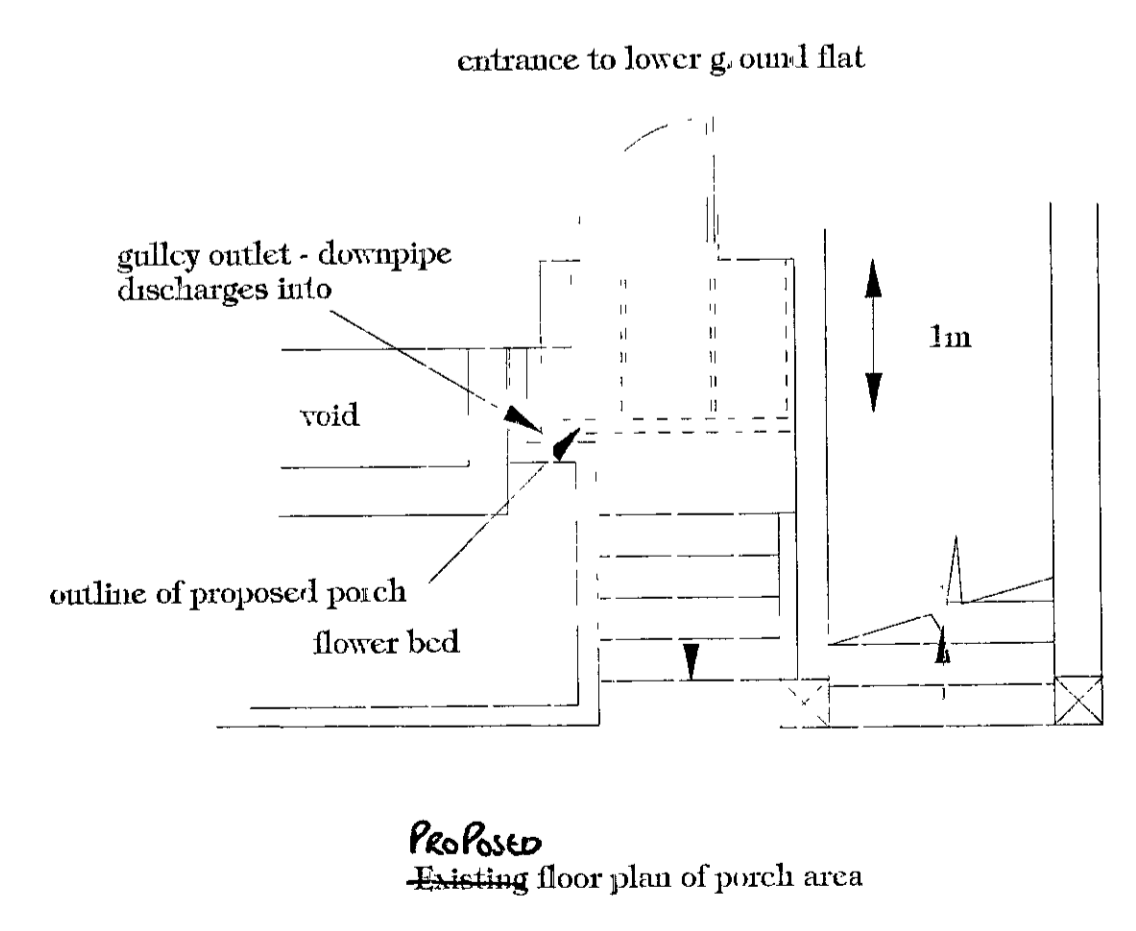 entrance to lower ground flat
gulley outlet - downpipe
discharges into
1m
void
outline of proposed porch
flower bed
PROPOSED
Existing floor plan of porch area